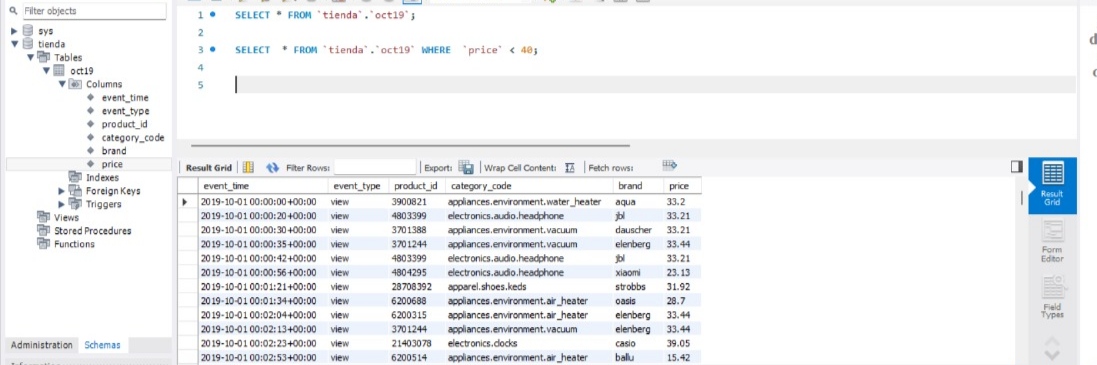 Filter objects
sys
tienda
Tables
oct19
Columns
event_time
event_type
product_id
category_code
brand
price
Indexes
Foreign Keys
Triggers
Views
Stored Procedures
Functions
Administration Schemas
1 SELECT * FROM `tienda`.`oct19`;
2
3 SELECT * FROM `tienda`.`oct19` WHERE `price` < 40;
4
5
Result Grid Filter Rows: Export: Wrap Cell Content: Fetch rows:
event_time event_type product_id category_code brand price
2019-10-01 00:00:00+00:00 view 3900821 appliances.environment.water_heater aqua 33.2
2019-10-01 00:00:20+00:00 view 4803399 electronics.audio.headphone jbl 33.21
2019-10-01 00:00:30+00:00 view 3701388 appliances.environment.vacuum dauscher 33.21
2019-10-01 00:00:35+00:00 view 3701244 appliances.environment.vacuum elenberg 33.44
2019-10-01 00:00:42+00:00 view 4803399 electronics.audio.headphone jbl 33.21
2019-10-01 00:00:56+00:00 view 4804295 electronics.audio.headphone xiaomi 23.13
2019-10-01 00:01:21+00:00 view 28708392 apparel.shoes.keds strobbs 31.92
2019-10-01 00:01:34+00:00 view 6200688 appliances.environment.air_heater oasis 28.7
2019-10-01 00:02:04+00:00 view 6200315 appliances.environment.air_heater elenberg 33.44
2019-10-01 00:02:13+00:00 view 3701244 appliances.environment.vacuum elenberg 33.44
2019-10-01 00:02:23+00:00 view 21403078 electronics.clocks casio 39.05
2019-10-01 00:02:53+00:00 view 6200514 appliances.environment.air_heater ballu 15.42
Result
Grid
Form
Editor
Field
Types